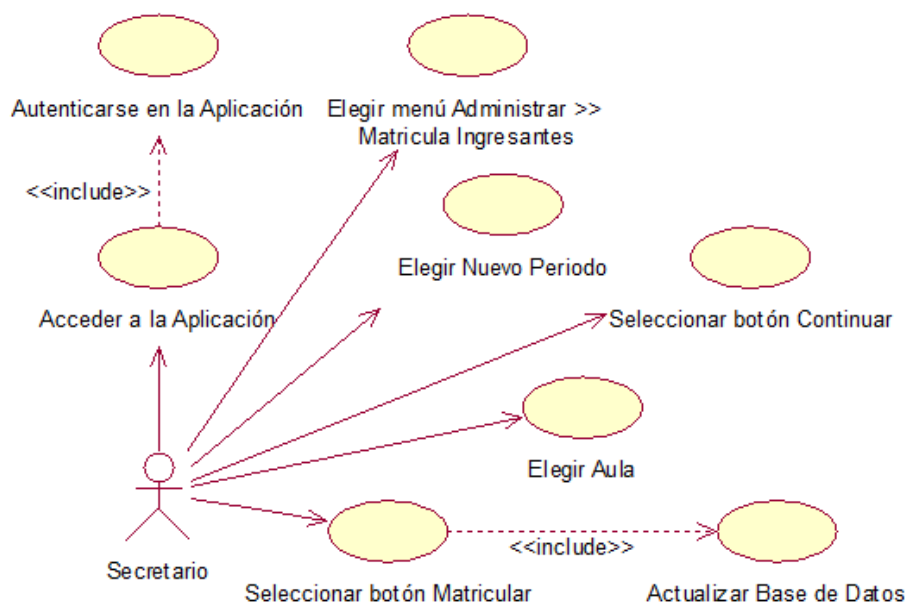 Autenticarse en la Aplicación
Elegir menú Administrar >>
Matricula Ingresantes
<<include>>
Elegir Nuevo Periodo
Acceder a la Aplicación
Seleccionar botón Continuar
Elegir Aula
Secretario
<<include>>
Seleccionar botón Matricular
Actualizar Base de Datos